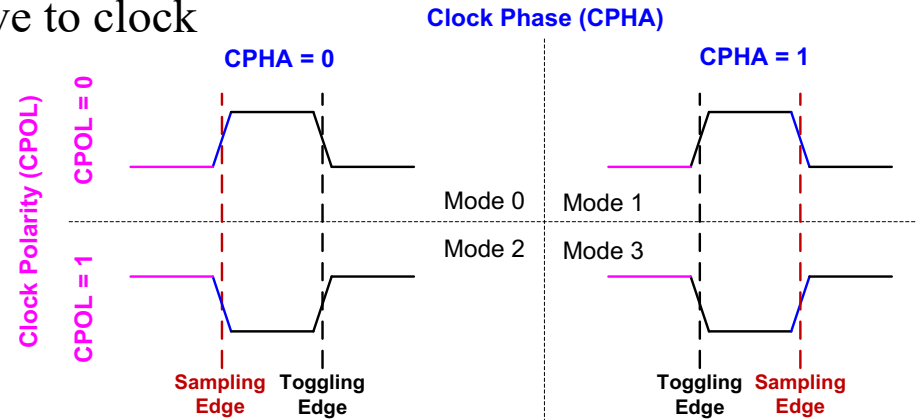 ve to clock
Clock Phase (CPHA)
CPHA = 0
CPHA = 1
Clock Polarity (CPOL)
CPOL = 0
Mode 0
Mode 1
CPOL = 1
Mode 2
Mode 3
Sampling
Edge
Toggling
Edge
Toggling
Edge
Sampling
Edge